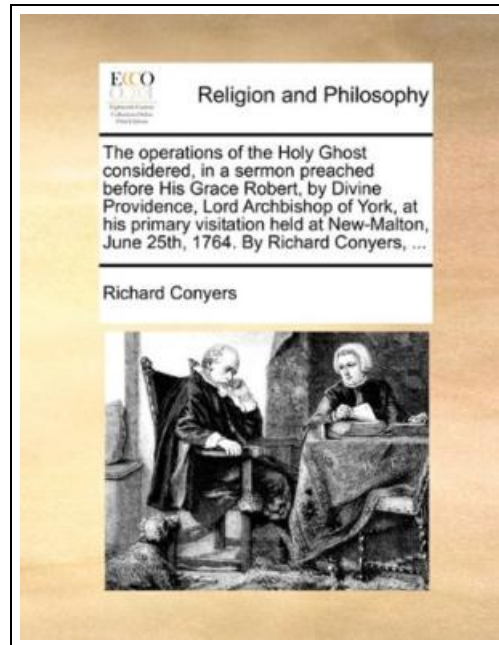 ECCO
Religion and Philosophy
The operations of the Holy Ghost
considered, in a sermon preached
before His Grace Robert, by Divine
Providence, Lord Archbishop of York, at
his primary visitation held at New-Malton,
June 25th, 1764. By Richard Conyers, ...
Richard Conyers